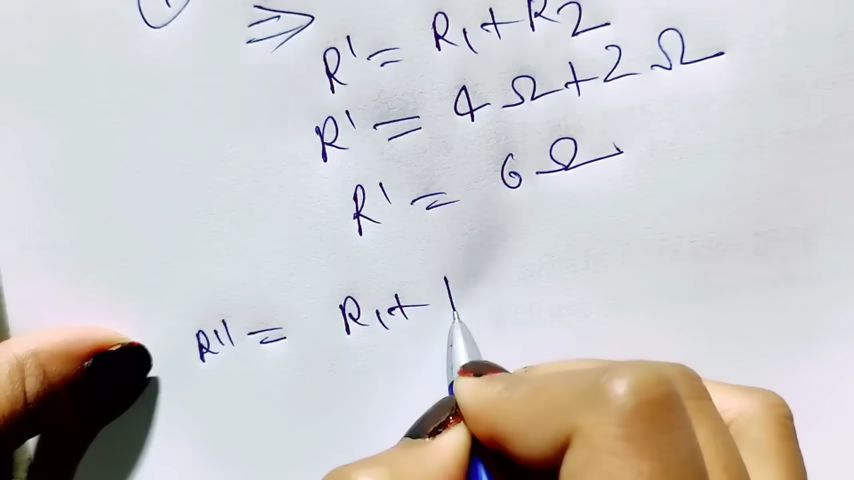 ①
⇒ R' = R₁ + R₂
R' = 4 Ω + 2 Ω
R' = 6 Ω
R'' = R₁ +